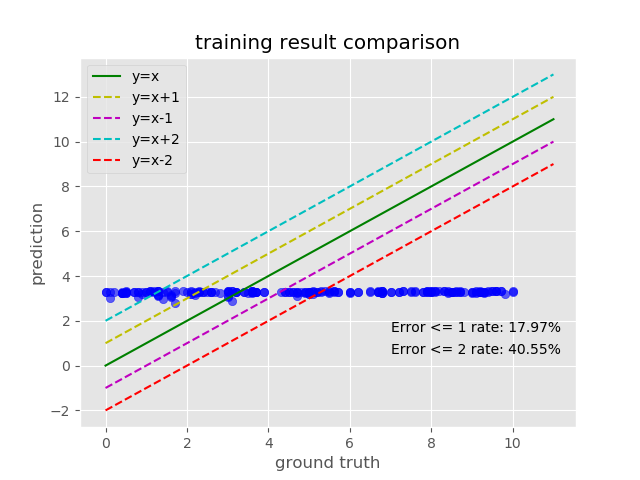 training result comparison
y=x
y=x+1
y=x-1
y=x+2
y=x-2
12
10
8
6
4
2
0
−2
prediction
Error <= 1 rate: 17.97%
Error <= 2 rate: 40.55%
0 2 4 6 8 10
ground truth